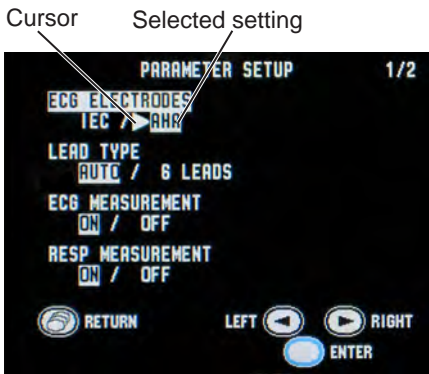 Cursor Selected setting
PARAMETER SETUP 1/2
ECG ELECTRODES
IEC / AHA
LEAD TYPE
AUTO / 6 LEADS
ECG MEASUREMENT
ON / OFF
RESP MEASUREMENT
ON / OFF
RETURN LEFT RIGHT
ENTER